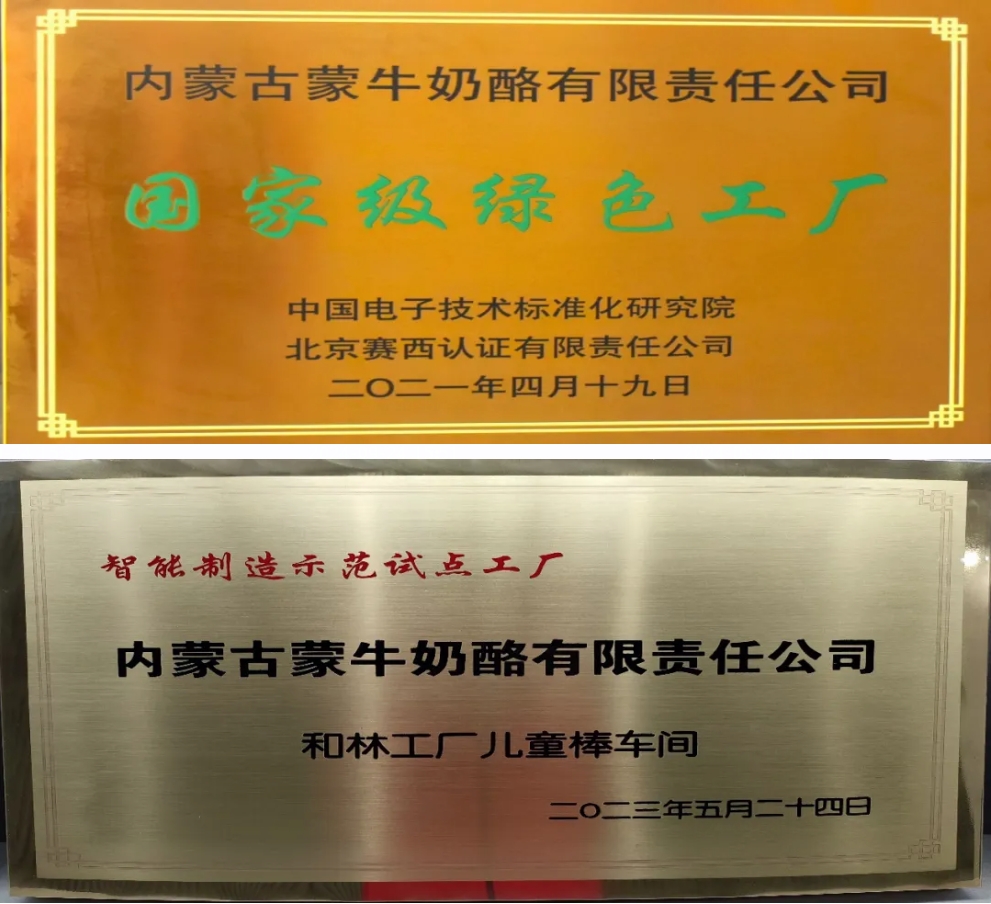 内蒙古蒙牛奶酪有限责任公司
国家级绿色工厂
中国电子技术标准化研究院
北京赛西认证有限责任公司
二〇二一年四月十九日
智能制造示范试点工厂
内蒙古蒙牛奶酪有限责任公司
和林工厂儿童棒车间
二〇二三年五月二十四日